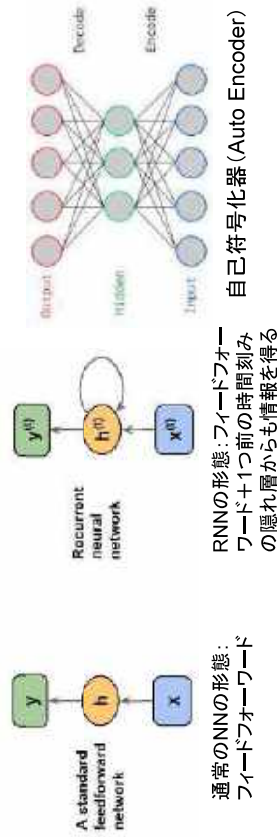 A standard
feedforward
network
y
h
x
通常のNNの形態:
フィードフォーワード
Rocurrent
neural
network
y(t)
h(t)
x(t)
RNNの形態:フィードフォー
ワード+1つ前の時間刻み
の隠れ層からも情報を得る
Output
Hidden
Input
Decode
Encode
自己符号化器(Auto Encoder)